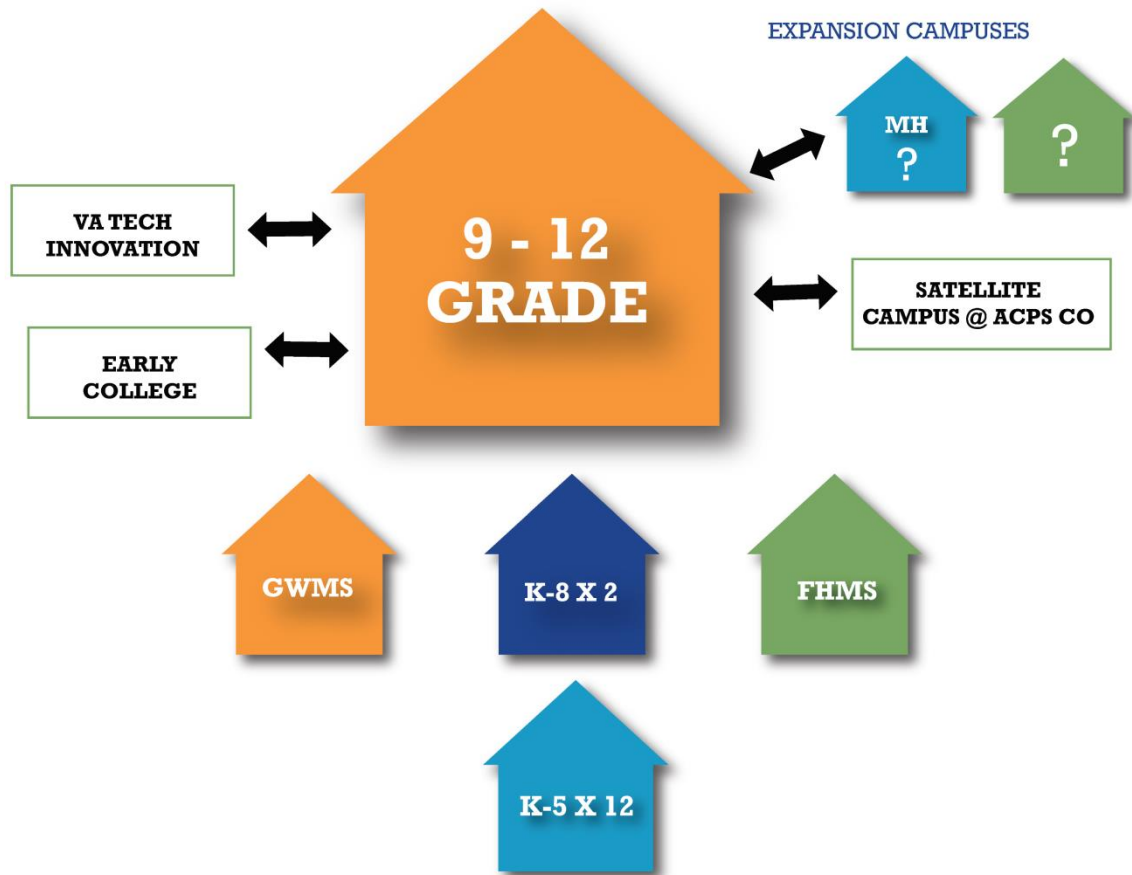 EXPANSION CAMPUSES
MH
?
?
VA TECH
INNOVATION
9 - 12
GRADE
SATELLITE
CAMPUS @ ACPS CO
EARLY
COLLEGE
GWMS
K-8 X 2
FHMS
K-5 X 12